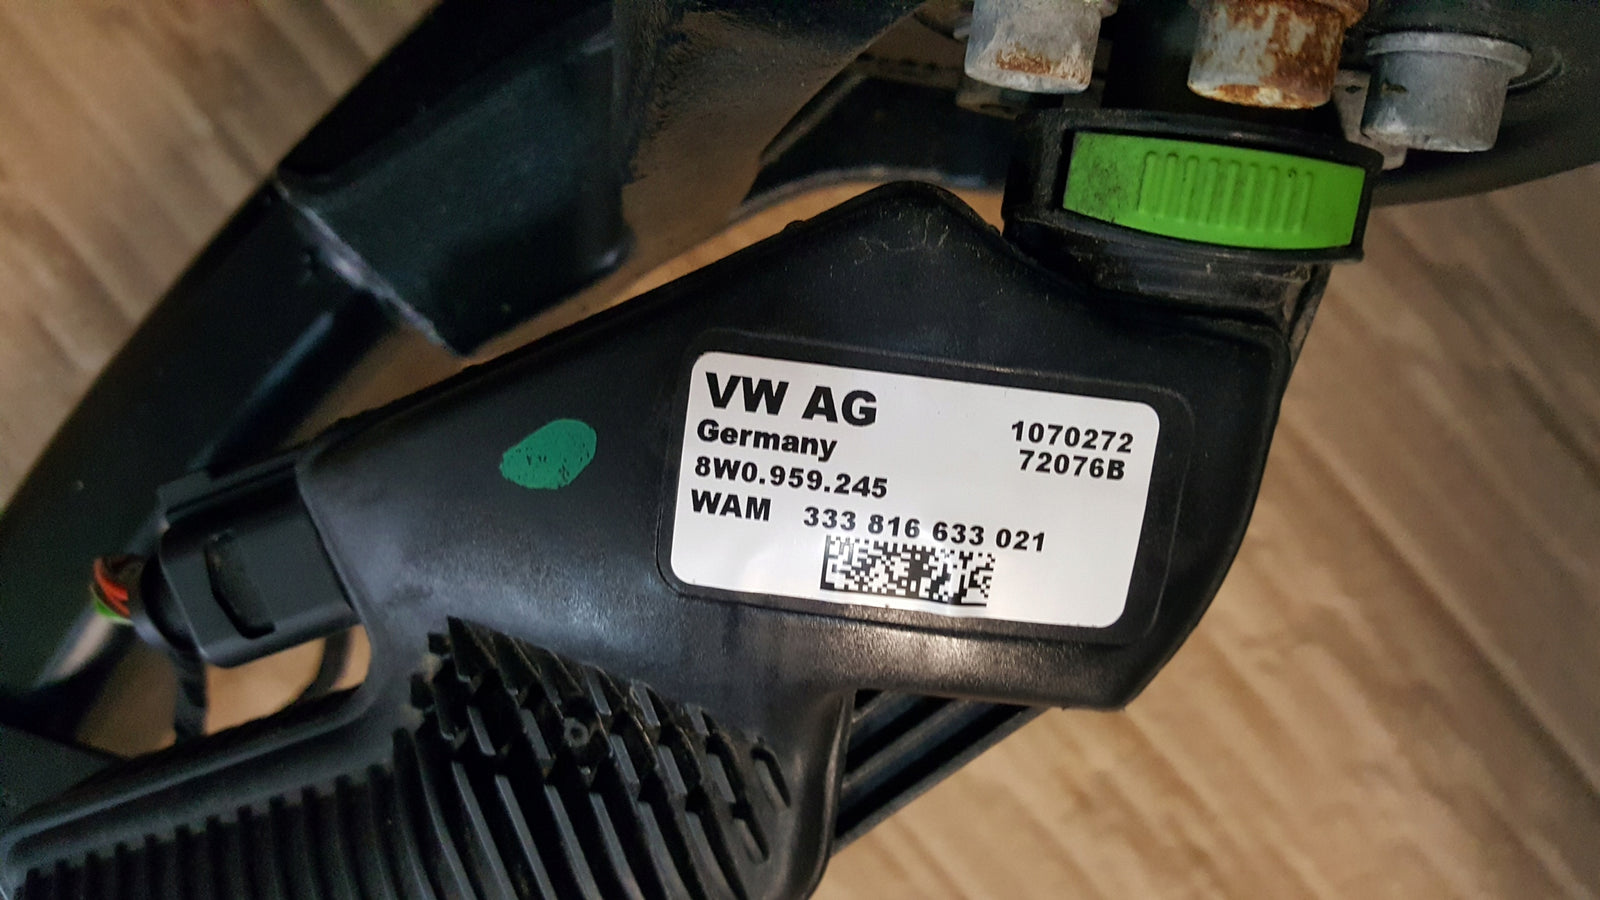 VW AG
Germany
8W0.959.245
WAM
1070272
72076B
333 816 633 021